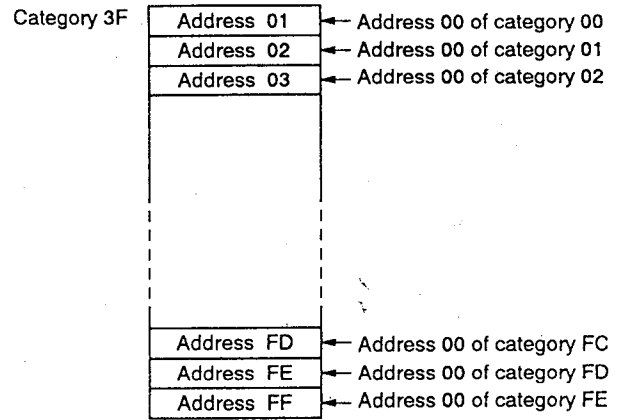 Category 3F Address 01 Address 00 of category 00
Address 02 Address 00 of category 01
Address 03 Address 00 of category 02
Address FD Address 00 of category FC
Address FE Address 00 of category FD
Address FF Address 00 of category FE